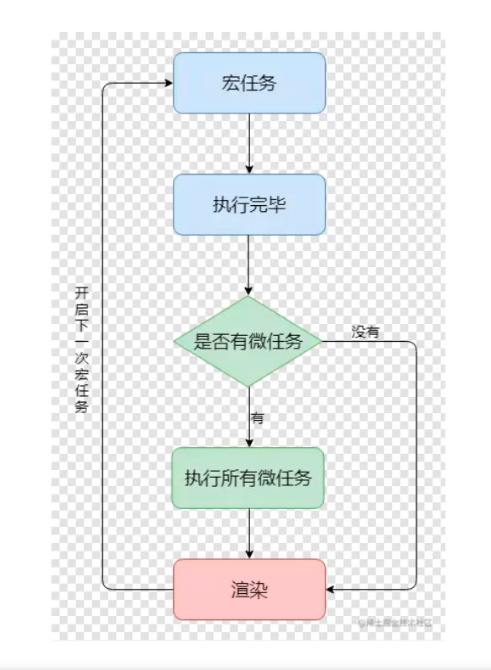 宏任务
执行完毕
是否有微任务
没有
有
开启下一次宏任务
执行所有微任务
渲染
@稀土掘金技术社区